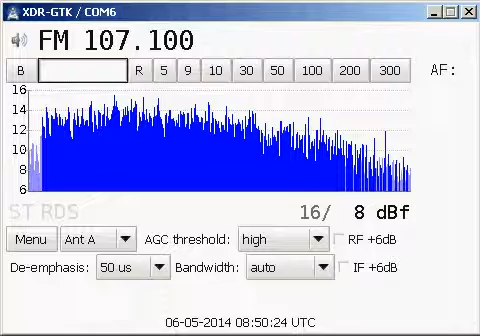 XDR-GTK / COM6
FM 107.100
B R 5 9 10 30 50 100 200 300 AF:
16
14
12
10
8
6
ST RDS 16/ 8 dBf
Menu Ant A AGC threshold: high RF +6dB
De-emphasis: 50 us Bandwidth: auto IF +6dB
06-05-2014 08:50:24 UTC